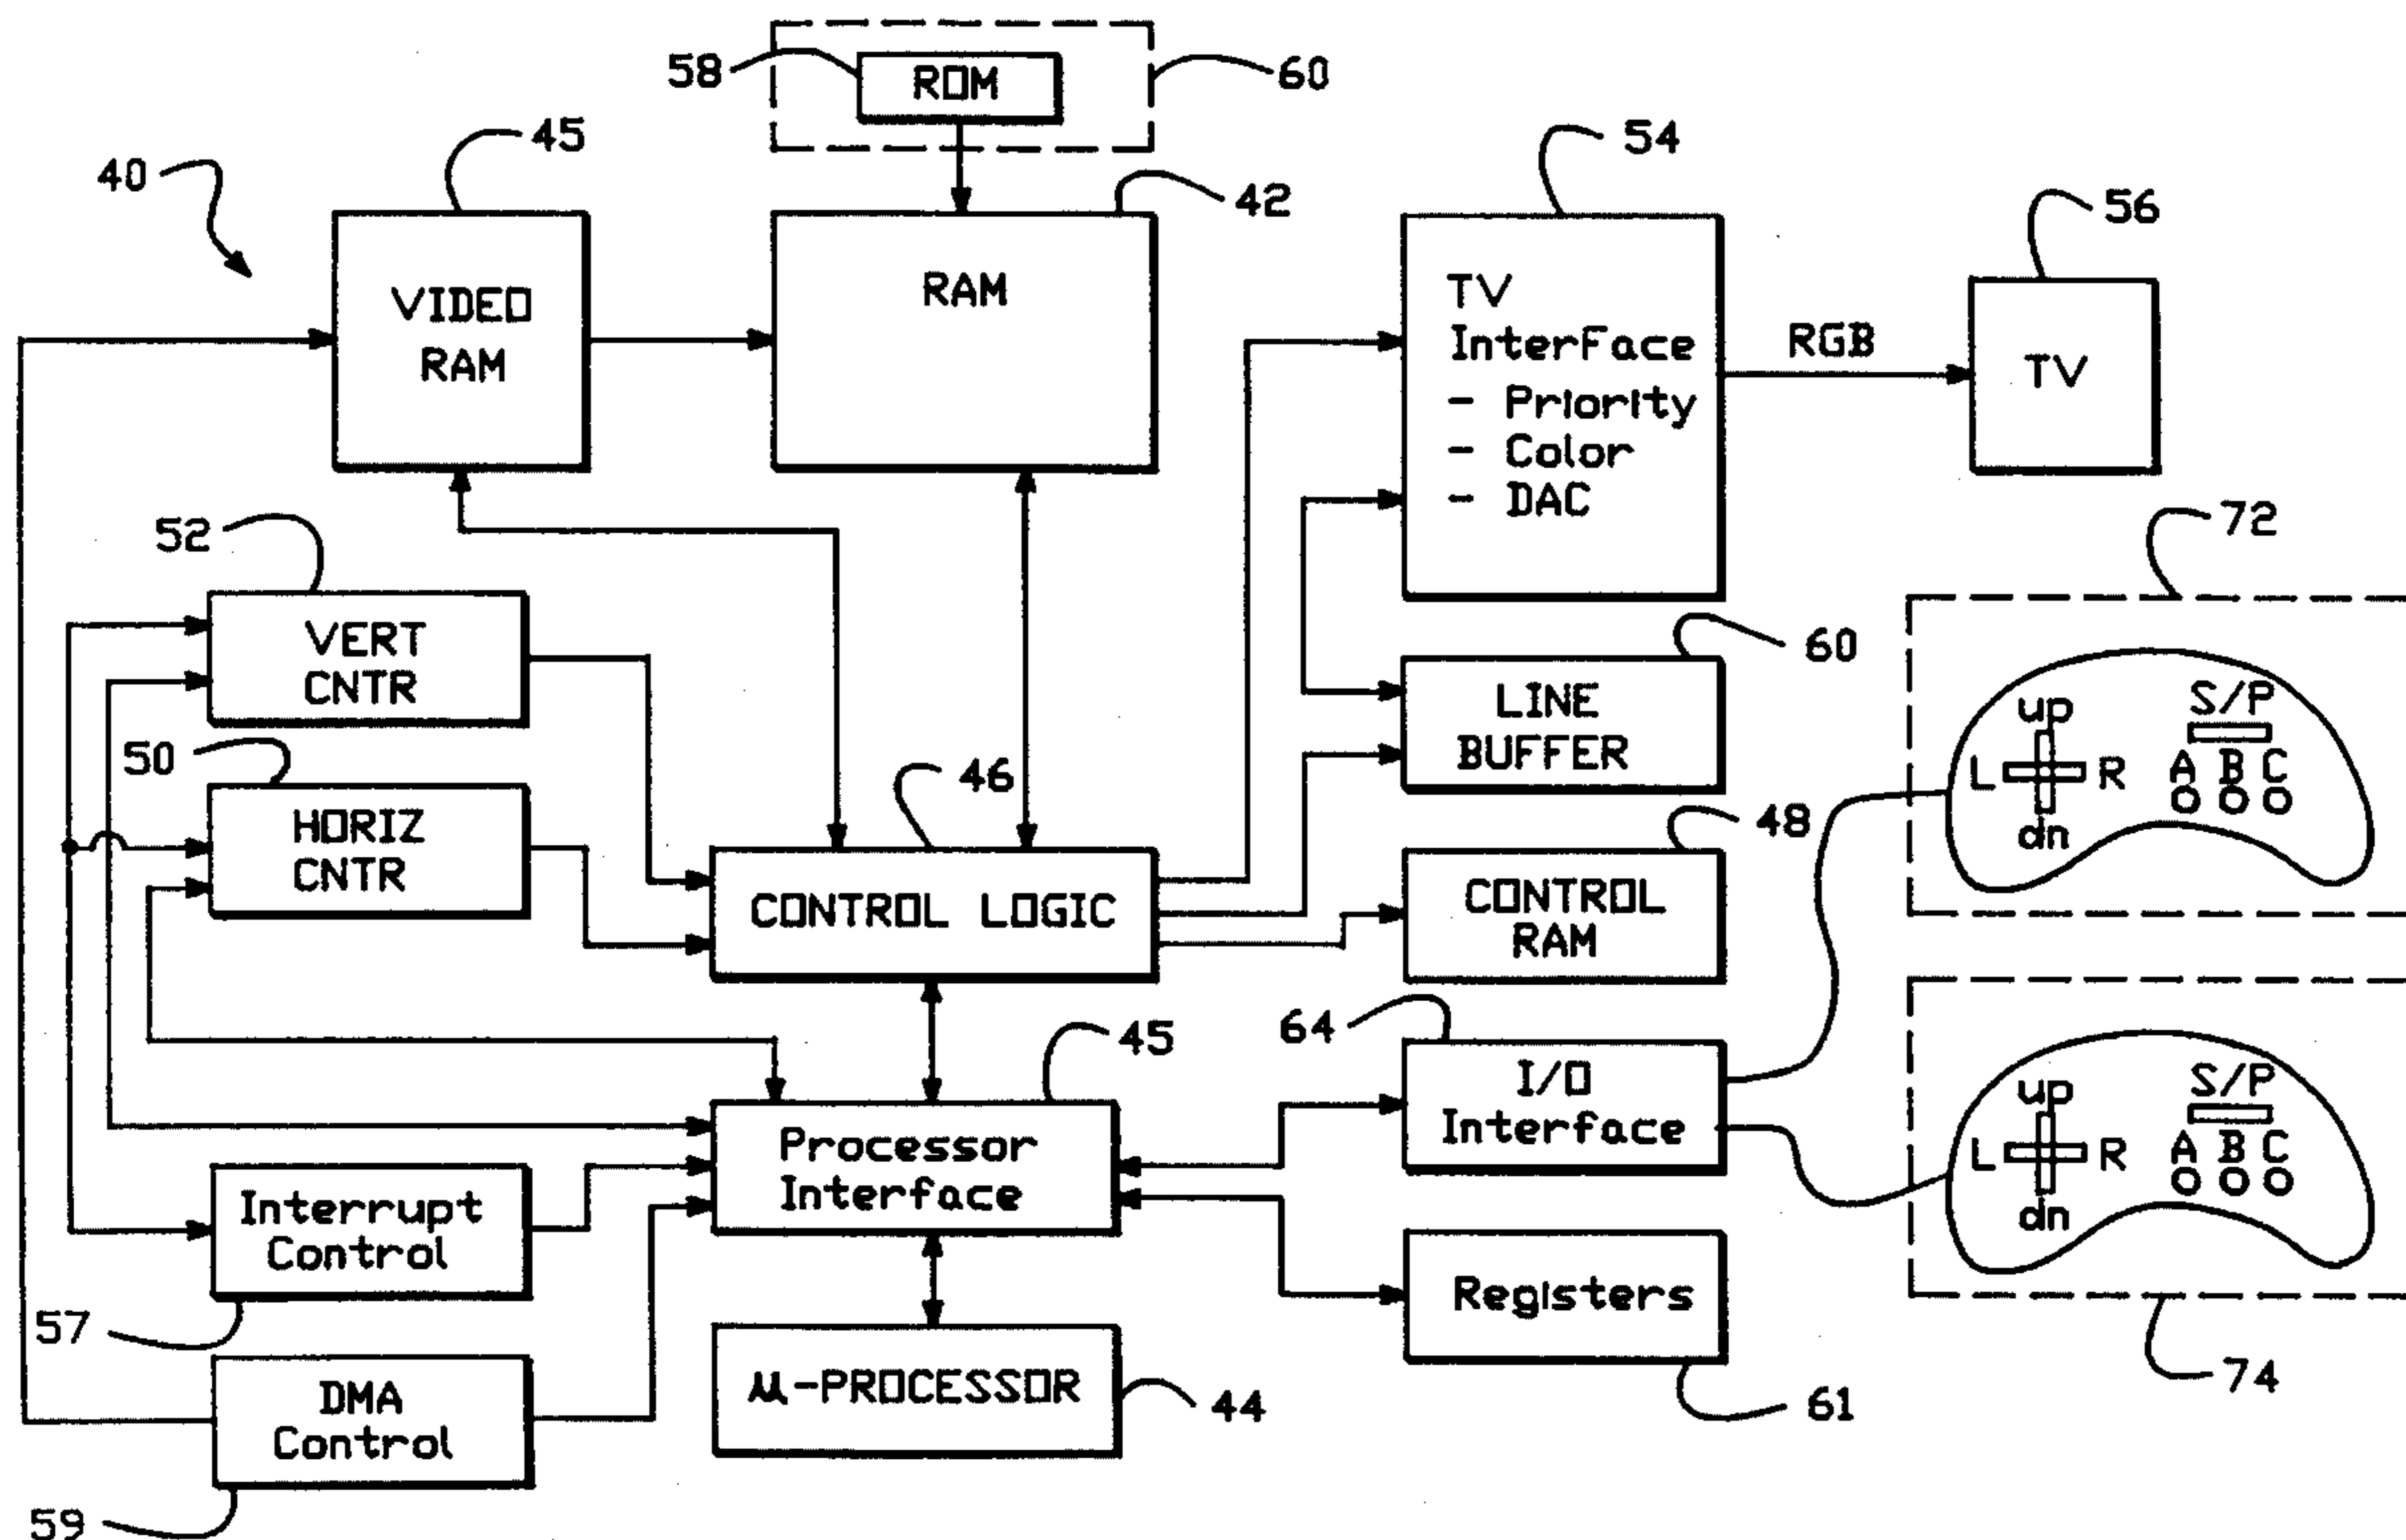 58
ROM
60
45
40
VIDEO
RAM
42
RAM
54
TV
Interface
- Priority
- Color
- DAC
RGB
56
TV
52
VERT
CNTR
50
HORIZ
CNTR
46
CONTROL LOGIC
60
LINE
BUFFER
48
CONTROL
RAM
72
up
L
R
dn
S/P
A B C
45
Processor
Interface
64
I/O
Interface
Interrupt
Control
57
DMA
Control
59
μ-PROCESSOR
44
Registers
61
up
L
R
dn
S/P
A B C
74